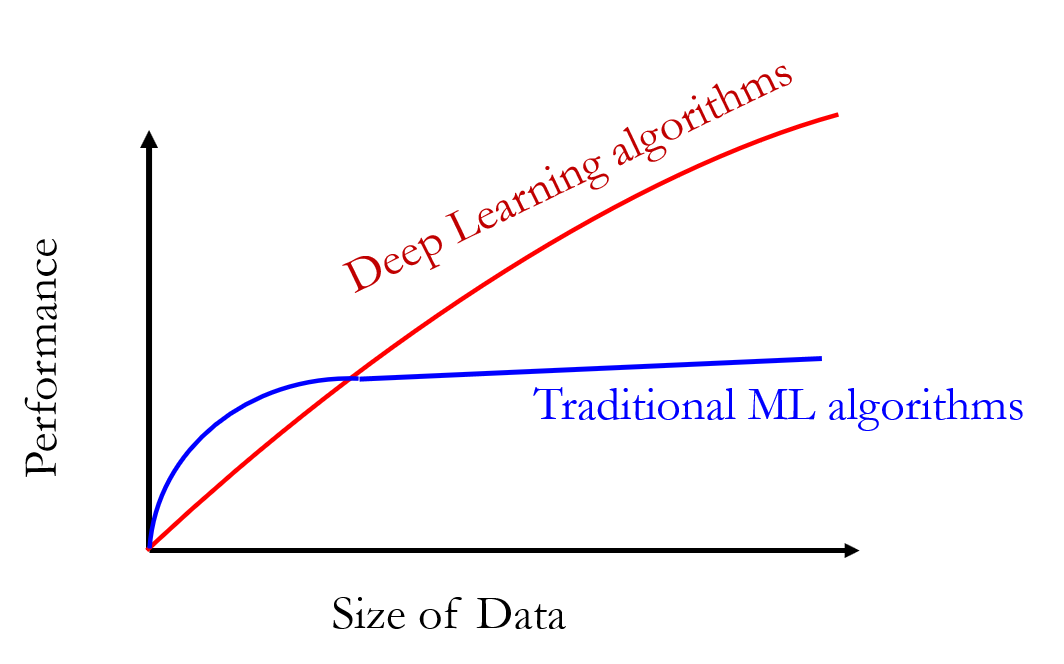 Deep Learning algorithms
Performance
Traditional ML algorithms
Size of Data